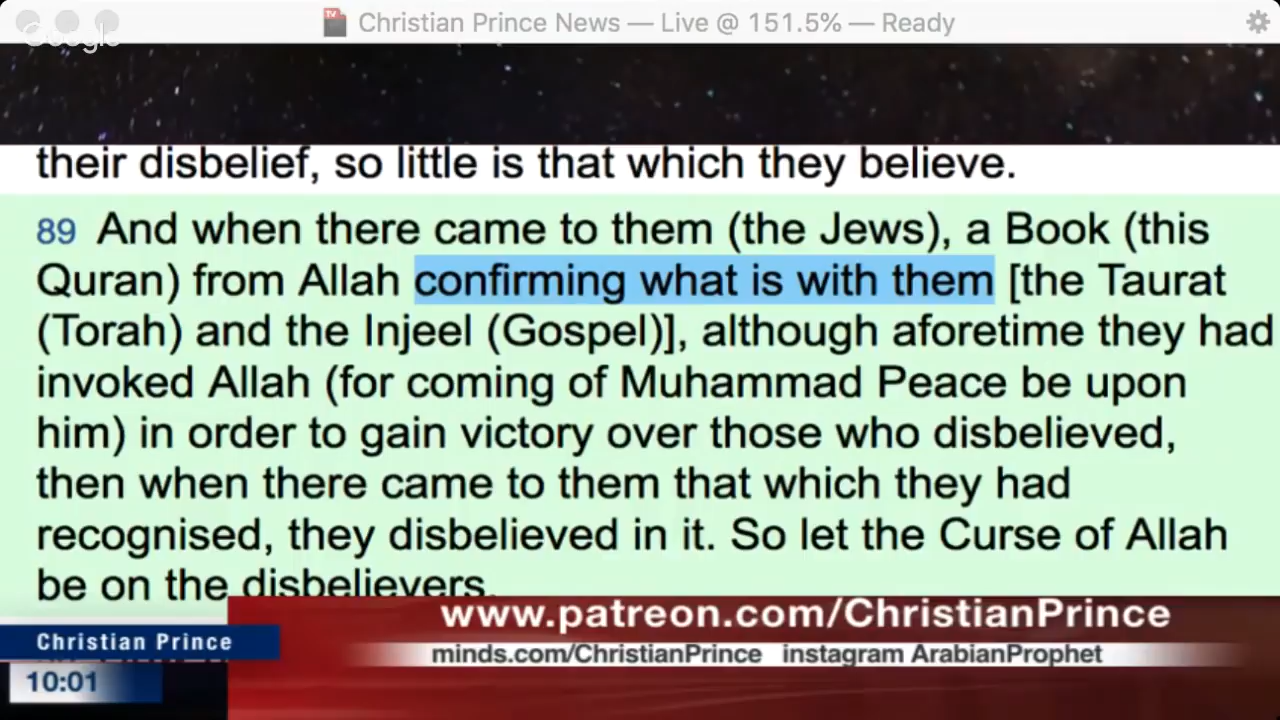 Christian Prince News — Live @ 151.5% — Ready
Google
their disbelief, so little is that which they believe.
89 And when there came to them (the Jews), a Book (this
Quran) from Allah confirming what is with them [the Taurat
(Torah) and the Injeel (Gospel)], although aforetime they had
invoked Allah (for coming of Muhammad Peace be upon
him) in order to gain victory over those who disbelieved,
then when there came to them that which they had
recognised, they disbelieved in it. So let the Curse of Allah
be on the disbelievers.
www.patreon.com/ChristianPrince
Christian Prince
minds.com/ChristianPrince instagram ArabianProphet
10:01